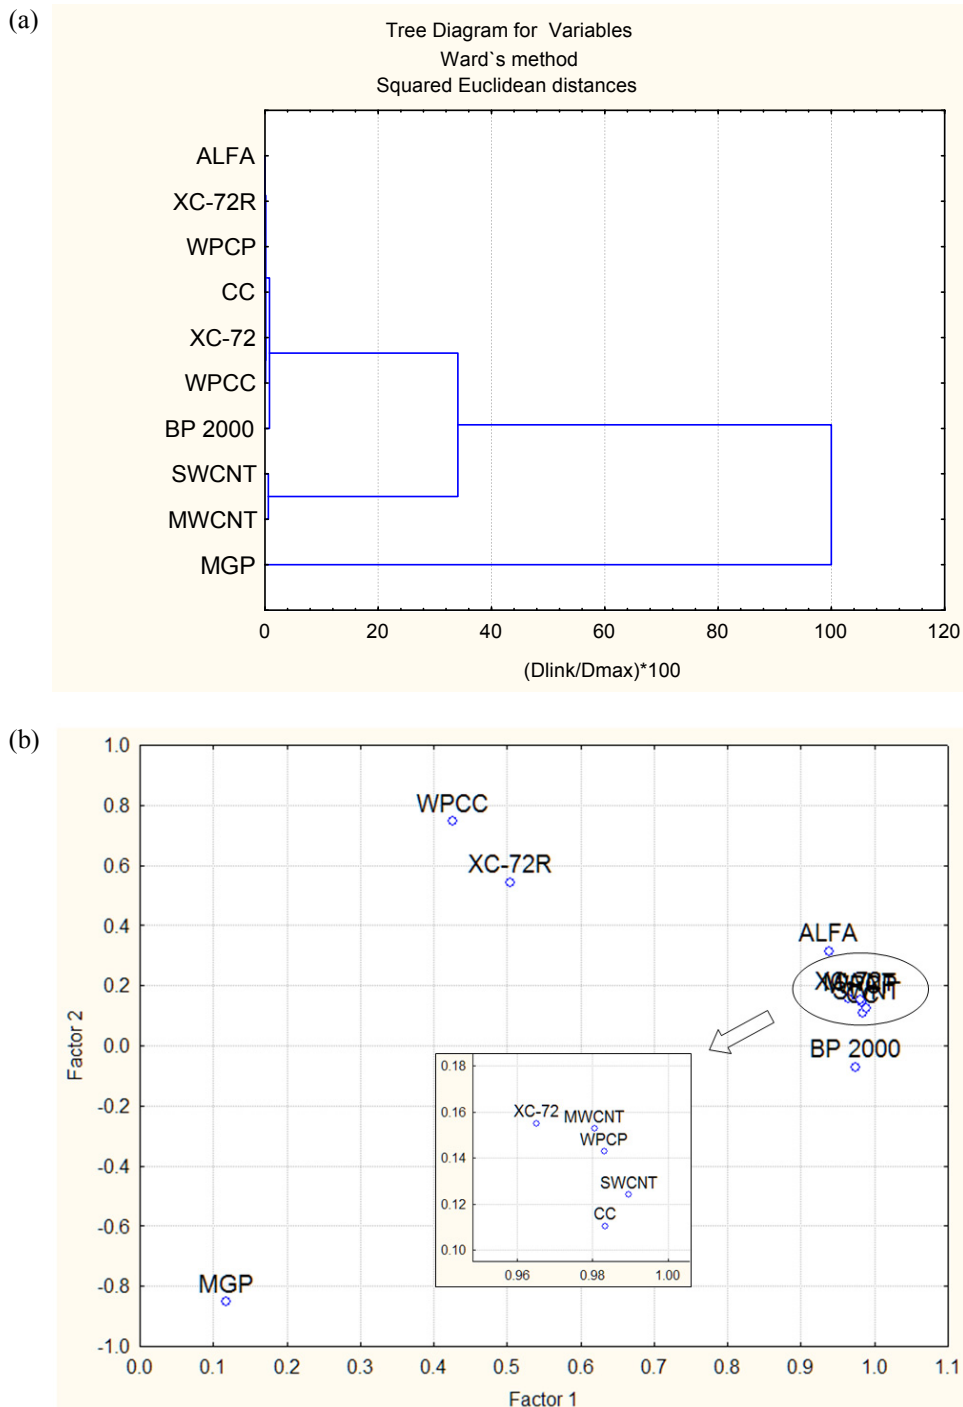 (a)
Tree Diagram for Variables
Ward`s method
Squared Euclidean distances
ALFA
XC-72R
WPCP
CC
XC-72
WPCC
BP 2000
SWCNT
MWCNT
MGP
0 20 40 60 80 100 120
(Dlink/Dmax)*100
(b)
1.0
0.8
0.6
0.4
0.2
0.0
-0.2
-0.4
-0.6
-0.8
-1.0
Factor 2
WPCC
XC-72R
ALFA
BP 2000
MGP
0.18
0.16
0.14
0.12
0.10
XC-72 MWCNT
WPCP
SWCNT
CC
0.96 0.98 1.00
0.0 0.1 0.2 0.3 0.4 0.5 0.6 0.7 0.8 0.9 1.0 1.1
Factor 1